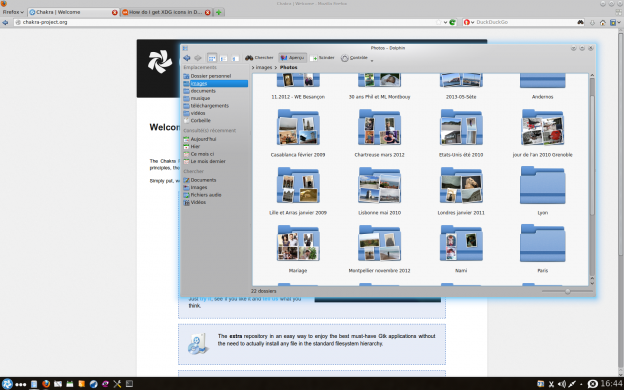 Chakra | Welcome - Mozilla Firefox
Firefox
Chakra | Welcome
How do I get XDG icons in D...
chakra-project.org
DuckDuckGo
Photos – Dolphin
Chercher
Aperçu
Scinder
Contrôle
Emplacements
> images > Photos
Dossier personnel
images
documents
musique
téléchargements
vidéos
Corbeille
Consulté(s) récemment
Aujourd'hui
Hier
Ce mois ci
Le mois dernier
Chercher
Documents
Images
Fichiers audio
Vidéos
11.2012 - WE Besançon
30 ans Phil et ML Montbouy
2013-05-Sète
Andernos
Casablanca février 2009
Chartreuse mars 2012
Etats-Unis été 2010
jour de l'an 2010 Grenoble
Lille et Arras janvier 2009
Lisbonne mai 2010
Londres janvier 2011
Lyon
Mariage
Montpellier novembre 2012
Nami
Paris
22 dossiers
Welcom
The Chakra
principles, the
Simply put, w
Just try it, see if you like it and tell us what you
think.
The extra repository in an easy way to enjoy the best must-have Gtk applications without
the need to actually install any file in the standard filesystem hierarchy.
16:44